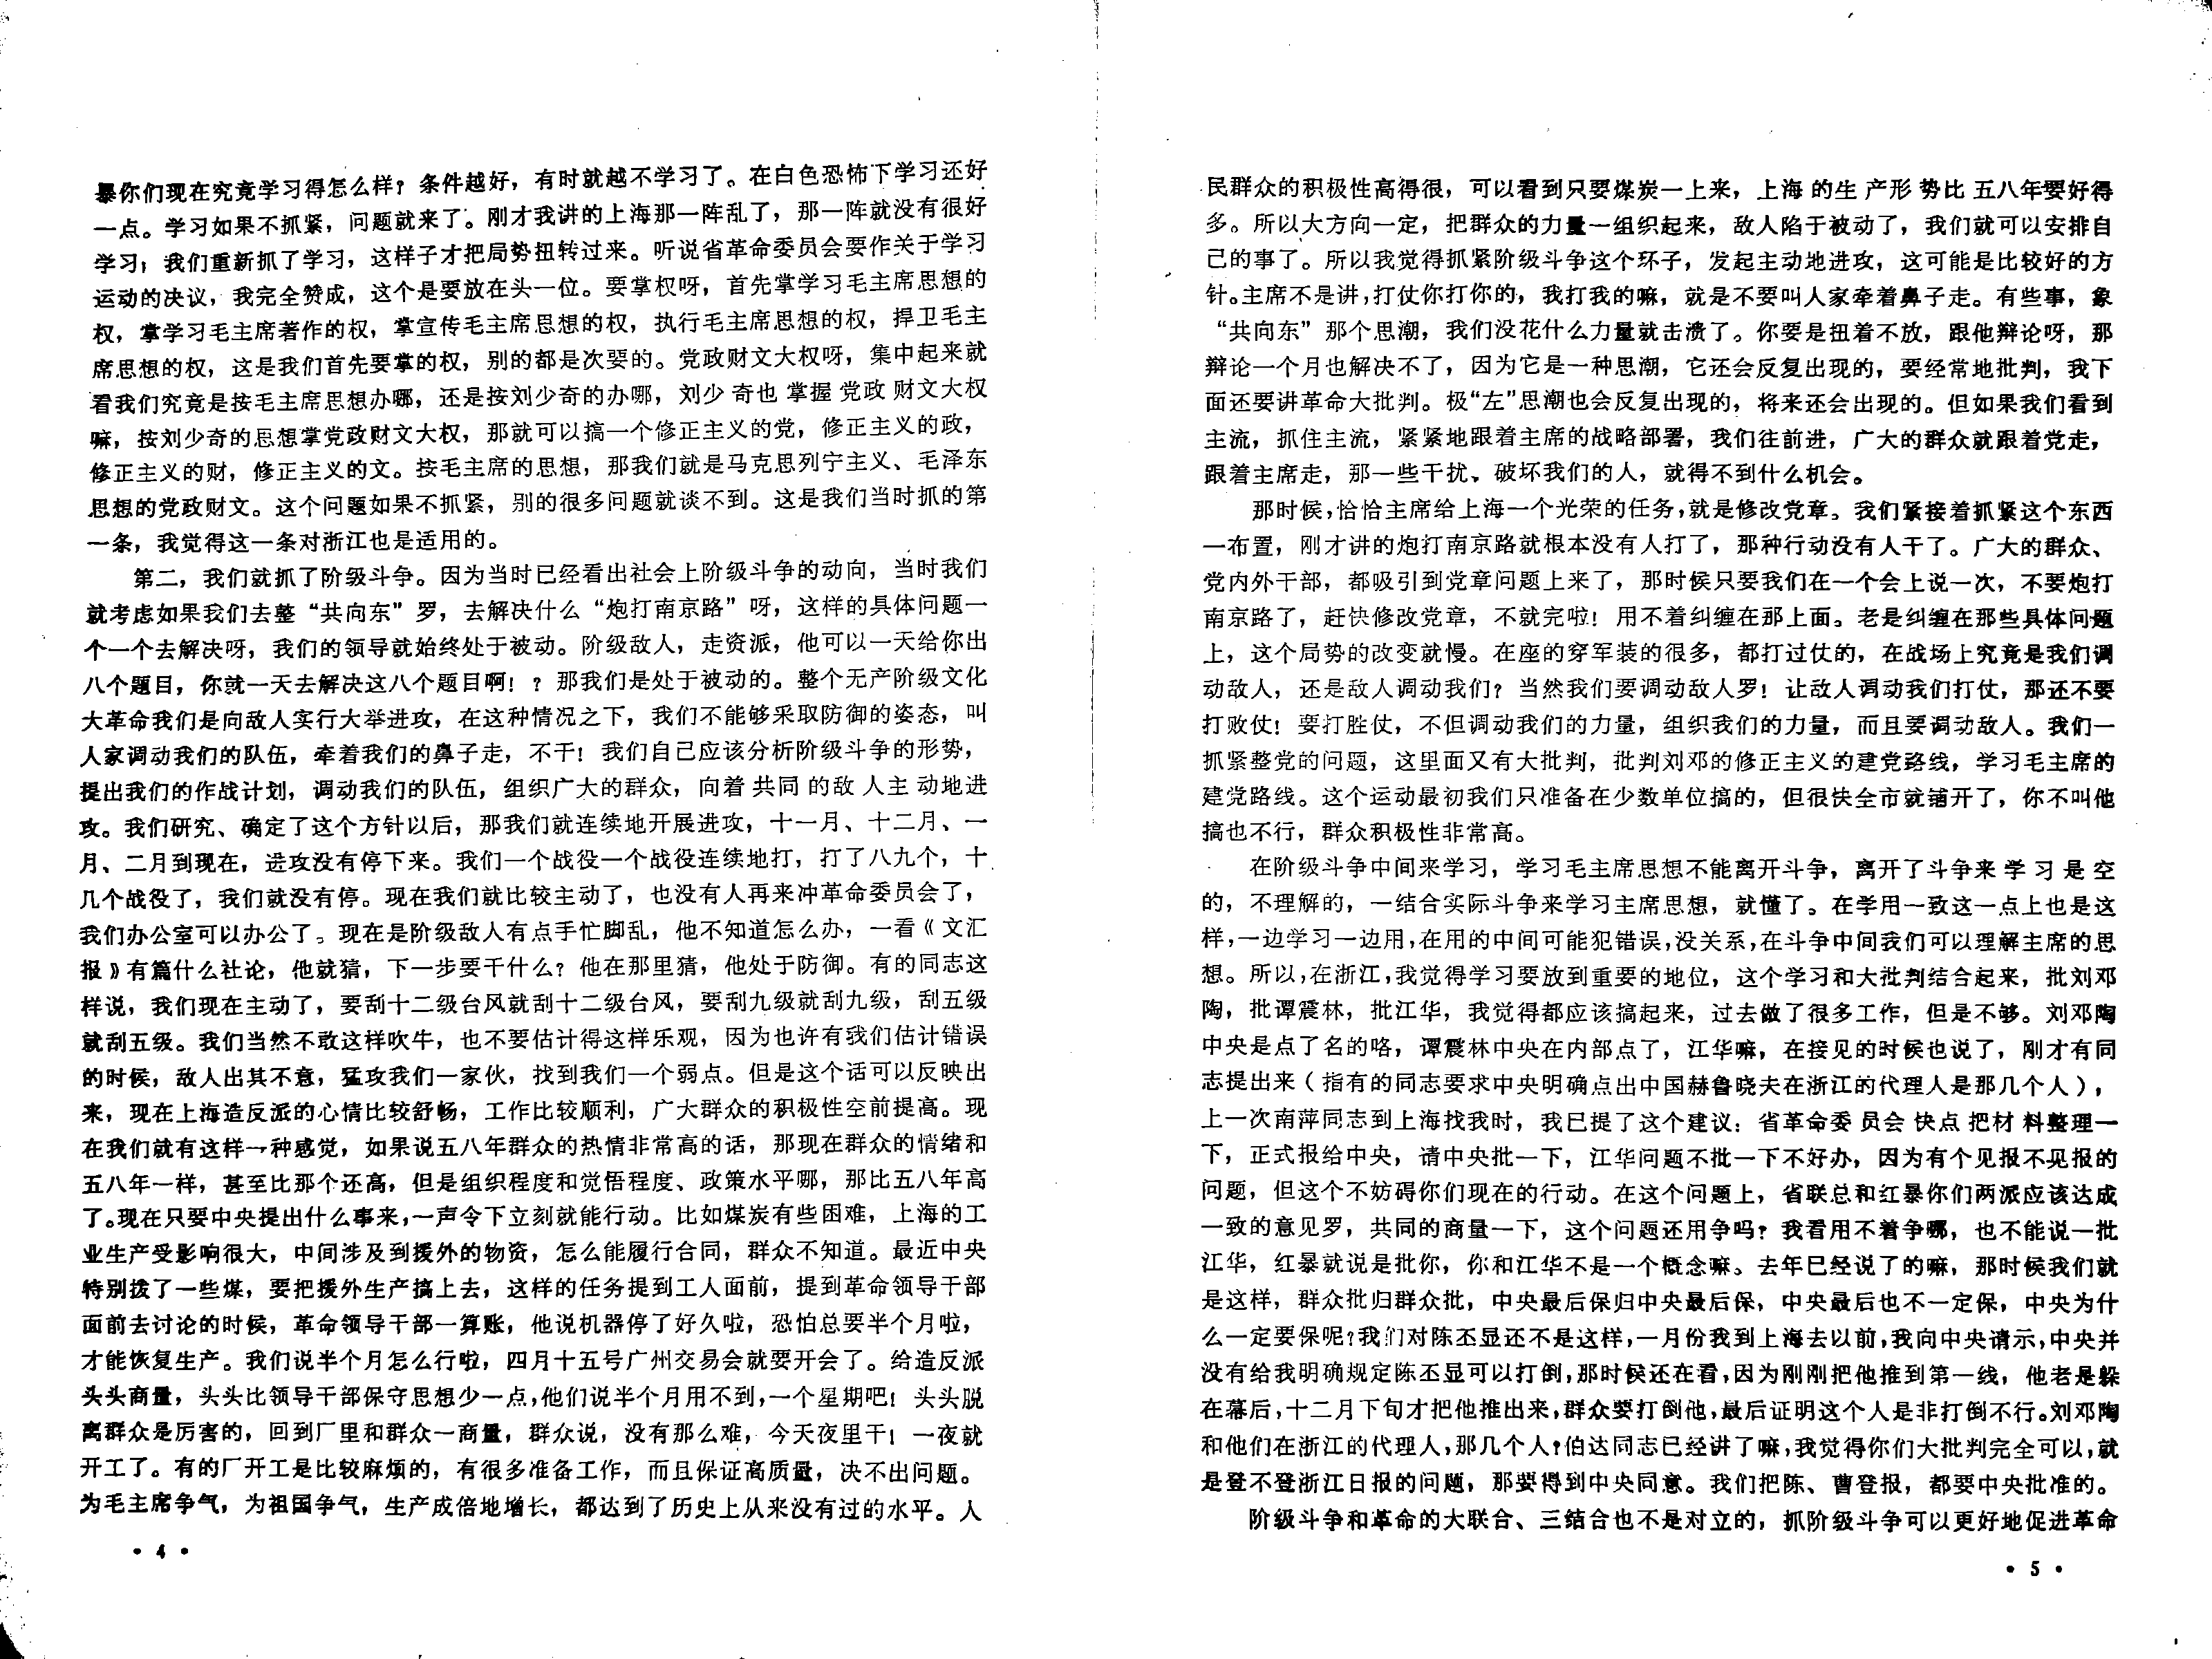 暴你们现在究竟学习得怎么样？条件越好，有时就越不学习了。在白色恐怖下学习还好
一点。学习如果不抓紧，问题就来了。刚才我讲的上海那一阵乱了，那一阵就没有很好
学习；我们重新抓了学习，这样子才把局势扭转过来。听说省革命委员会要作关于学习
运动的决议，我完全赞成，这个是要放在头一位。要掌权呀，首先掌学习毛主席思想的
权，掌学习毛主席著作的权，掌宣传毛主席思想的权，执行毛主席思想的权，捍卫毛主
席思想的权，这是我们首先要掌的权，别的都是次要的。党政财文大权呀，集中起来就
看我们究竟是按毛主席思想办哪，还是按刘少奇的办哪，刘少奇也掌握党政财文大权
嘛，按刘少奇的思想掌党政财文大权，那就可以搞一个修正主义的党，修正主义的政，
修正主义的财，修正主义的文。按毛主席的思想，那我们就是马克思列宁主义、毛泽东
思想的党政财文。这个问题如果不抓紧，别的很多问题就谈不到。这是我们当时抓的第
一条，我觉得这一条对浙江也是适用的。
第二，我们就抓了阶级斗争。因为当时已经看出社会上阶级斗争的动向，当时我们
就考虑如果我们去整“共向东”罗，去解决什么“炮打南京路”呀，这样的具体问题一
个一个去解决呀，我们的领导就始终处于被动。阶级敌人，走资派，他可以一天给你出
八个题目，你就一天去解决这八个题目啊！？那我们是处于被动的。整个无产阶级文化
大革命我们是向敌人实行大举进攻，在这种情况之下，我们不能够采取防御的姿态，叫
人家调动我们的队伍，牵着我们的鼻子走，不干！我们自己应该分析阶级斗争的形势，
提出我们的作战计划，调动我们的队伍，组织广大的群众，向着共同的敌人主动地进
攻。我们研究、确定了这个方针以后，那我们就连续地开展进攻，十一月、十二月、一
月、二月到现在，进攻没有停下来。我们一个战役一个战役连续地打，打了八九个，十
几个战役了，我们就没有停。现在我们就比较主动了，也没有人再来冲革命委员会了，
我们办公室可以办公了。现在是阶级敌人有点手忙脚乱，他不知道怎么办，一看《文汇
报》有篇什么社论，他就猜，下一步要干什么？他在那里猜，他处于防御。有的同志这
样说，我们现在主动了，要刮十二级台风就刮十二级台风，要刮九级就刮九级，刮五级
就刮五级。我们当然不敢这样吹牛，也不要估计得这样乐观，因为也许有我们估计错误
的时候，敌人出其不意，猛攻我们一家伙，找到我们一个弱点。但是这个话可以反映出
来，现在上海造反派的心情比较舒畅，工作比较顺利，广大群众的积极性空前提高。现
在我们就有这样一种感觉，如果说五八年群众的热情非常高的话，那现在群众的情绪和
五八年一样，甚至比那个还高，但是组织程度和觉悟程度、政策水平哪，那比五八年高
了。现在只要中央提出什么事来，一声令下立刻就能行动。比如煤炭有些困难，上海的工
业生产受影响很大，中间涉及到援外的物资，怎么能履行合同，群众不知道。最近中央
特别拨了一些煤，要把援外生产搞上去，这样的任务提到工人面前，提到革命领导干部
面前去讨论的时候，革命领导干部一算账，他说机器停了好久啦，恐怕总要半个月啦，
才能恢复生产。我们说半个月怎么行啦，四月十五号广州交易会就要开会了。给造反派
头头商量，头头比领导干部保守思想少一点，他们说半个月用不到，一个星期吧！头头脱
离群众是厉害的，回到厂里和群众一商量，群众说，没有那么难，今天夜里干！一夜就
开工了。有的厂开工是比较麻烦的，有很多准备工作，而且保证高质量，决不出问题。
为毛主席争气，为祖国争气，生产成倍地增长，都达到了历史上从来没有过的水平。人
• 4 •
民群众的积极性高得很，可以看到只要煤炭一上来，上海的生产形势比五八年要好得
多。所以大方向一定，把群众的力量一组织起来，敌人陷于被动了，我们就可以安排自
己的事了。所以我觉得抓紧阶级斗争这个环子，发起主动地进攻，这可能是比较好的方
针。主席不是讲，打仗你打你的，我打我的嘛，就是不要叫人家牵着鼻子走。有些事，象
“共向东”那个思潮，我们没花什么力量就击溃了。你要是扭着不放，跟他辩论呀，那
辩论一个月也解决不了，因为它是一种思潮，它还会反复出现的，要经常地批判，我下
面还要讲革命大批判。极“左”思潮也会反复出现的，将来还会出现的。但如果我们看到
主流，抓住主流，紧紧地跟着主席的战略部署，我们往前进，广大的群众就跟着党走，
跟着主席走，那一些干扰、破坏我们的人，就得不到什么机会。
那时候，恰恰主席给上海一个光荣的任务，就是修改党章。我们紧接着抓紧这个东西
一布置，刚才讲的炮打南京路就根本没有人打了，那种行动没有人干了。广大的群众、
党内外干部，都吸引到党章问题上来了，那时候只要我们在一个会上说一次，不要炮打
南京路了，赶快修改党章，不就完啦！用不着纠缠在那上面。老是纠缠在那些具体问题
上，这个局势的改变就慢。在座的穿军装的很多，都打过仗的，在战场上究竟是我们调
动敌人，还是敌人调动我们？当然我们要调动敌人罗！让敌人调动我们打仗，那还不要
打败仗！要打胜仗，不但调动我们的力量，组织我们的力量，而且要调动敌人。我们一
抓紧整党的问题，这里面又有大批判，批判刘邓的修正主义的建党路线，学习毛主席的
建党路线。这个运动最初我们只准备在少数单位搞的，但很快全市就铺开了，你不叫他
搞也不行，群众积极性非常高。
在阶级斗争中间来学习，学习毛主席思想不能离开斗争，离开了斗争来学习是空
的，不理解的，一结合实际斗争来学习主席思想，就懂了。在学用一致这一点上也是这
样，一边学习一边用，在用的中间可能犯错误，没关系，在斗争中间我们可以理解主席的思
想。所以，在浙江，我觉得学习要放到重要的地位，这个学习和大批判结合起来，批刘邓
陶，批谭震林，批江华，我觉得都应该搞起来，过去做了很多工作，但是不够。刘邓陶
中央是点了名的咯，谭震林中央在内部点了，江华嘛，在接见的时候也说了，刚才有同
志提出来（指有的同志要求中央明确点出中国赫鲁晓夫在浙江的代理人是那几个人），
上一次南萍同志到上海找我时，我已提了这个建议：省革命委员会快点把材料整理一
下，正式报给中央，请中央批一下，江华问题不批一下不好办，因为有个见报不见报的
问题，但这个不妨碍你们现在的行动。在这个问题上，省联总和红暴你们两派应该达成
一致的意见罗，共同的商量一下，这个问题还用争吗？我看用不着争哪，也不能说一批
江华，红暴就说是批你，你和江华不是一个概念嘛。去年已经说了的嘛，那时候我们就
是这样，群众批归群众批，中央最后保归中央最后保，中央最后也不一定保，中央为什
么一定要保呢？我们对陈丕显还不是这样，一月份我到上海去以前，我向中央请示，中央并
没有给我明确规定陈丕显可以打倒，那时候还在看，因为刚刚把他推到第一线，他老是躲
在幕后，十二月下旬才把他推出来，群众要打倒他，最后证明这个人是非打倒不行。刘邓陶
和他们在浙江的代理人，那几个人？伯达同志已经讲了嘛，我觉得你们大批判完全可以，就
是登不登浙江日报的问题，那要得到中央同意。我们把陈、曹登报，都要中央批准的。
阶级斗争和革命的大联合、三结合也不是对立的，抓阶级斗争可以更好地促进革命
• 5 •